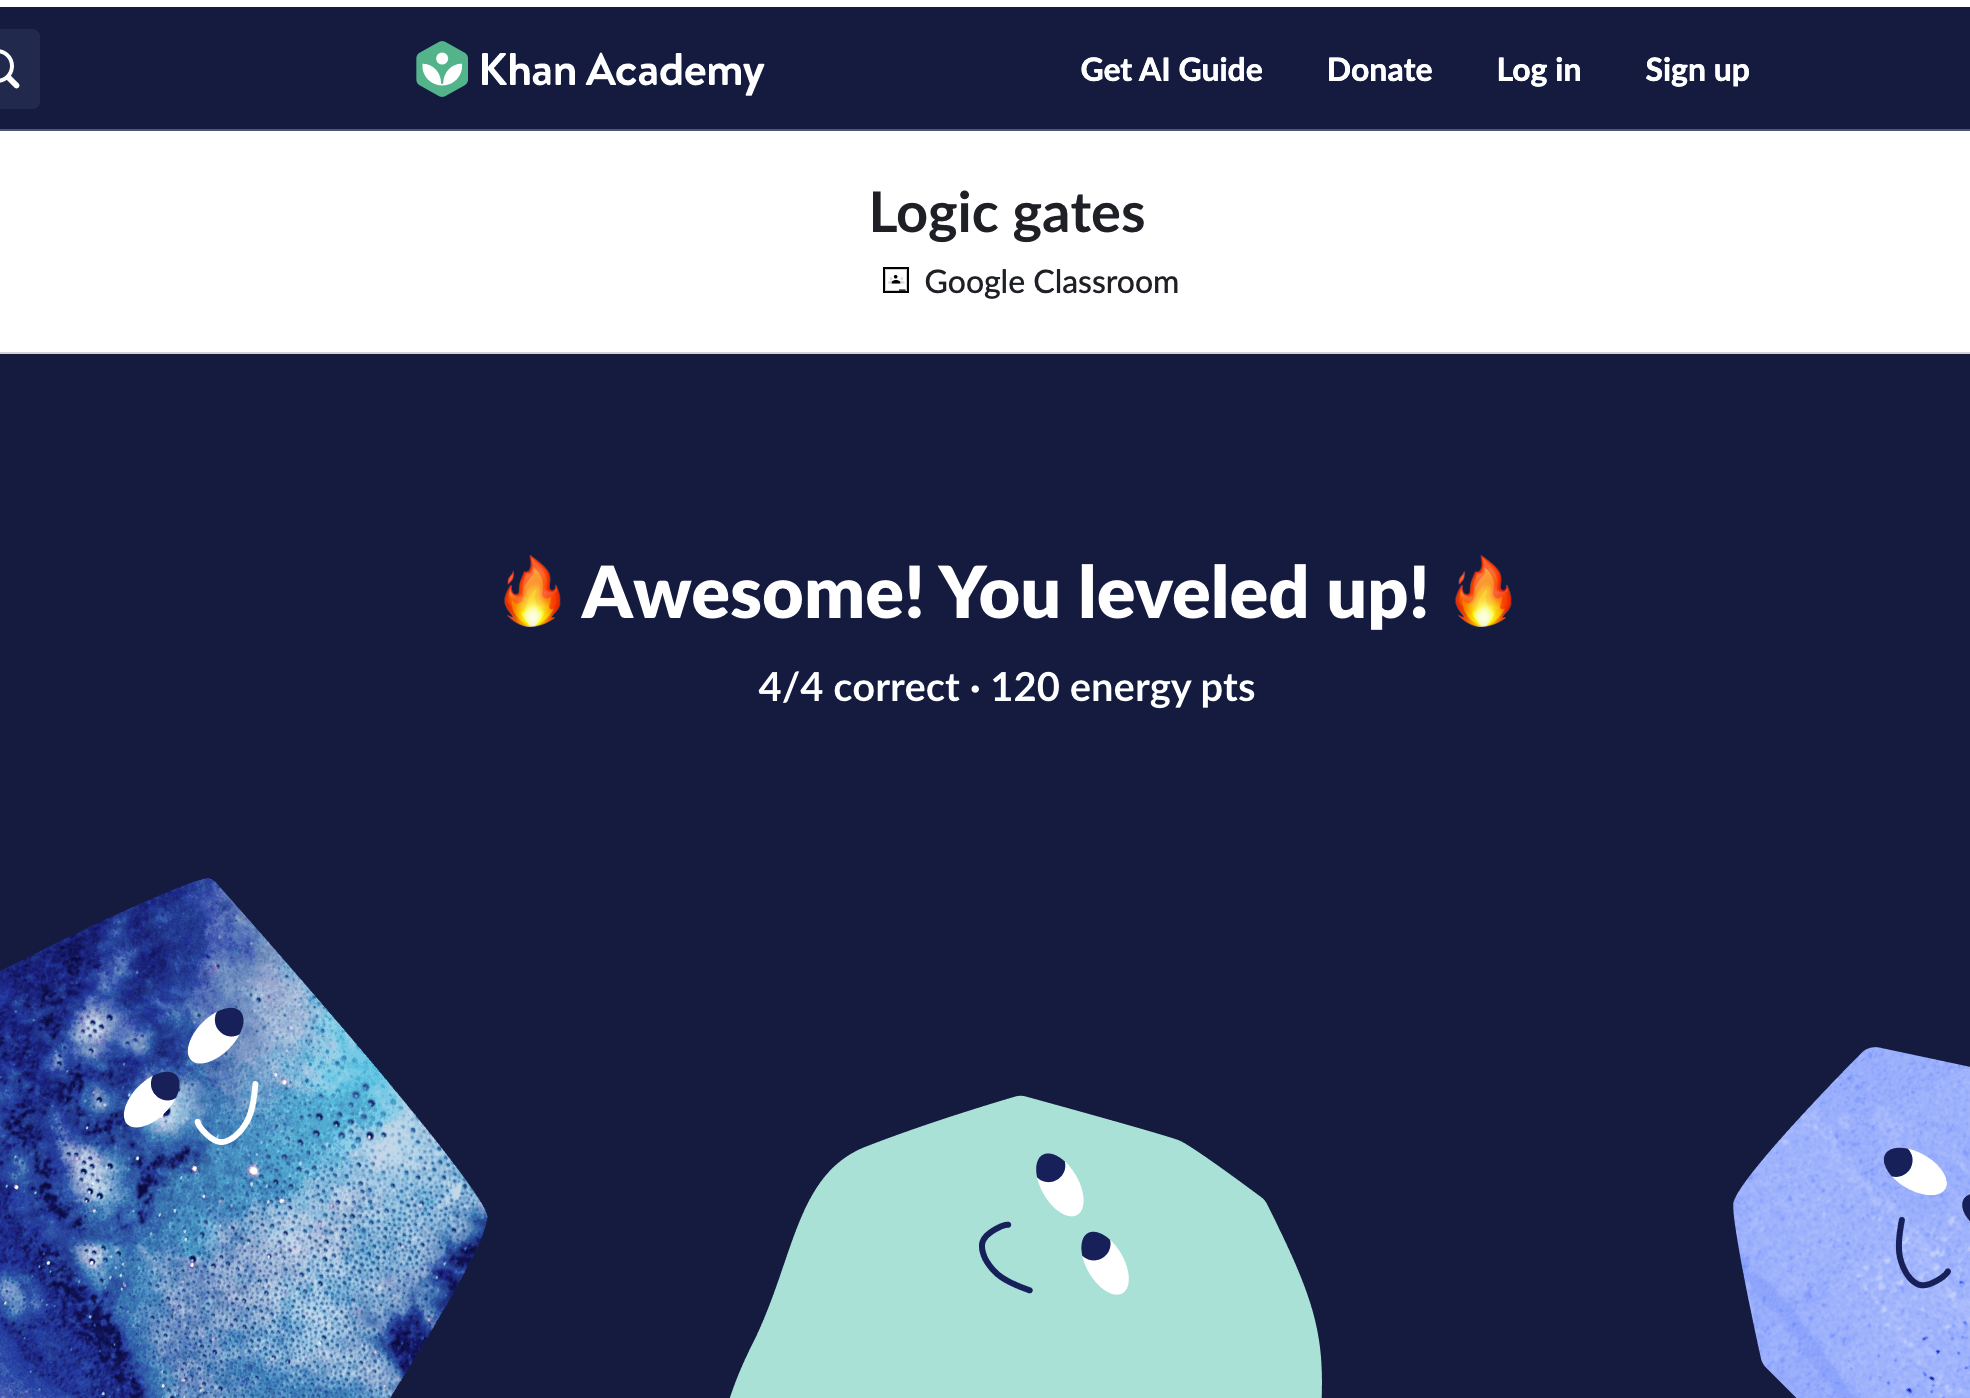 Khan Academy
Get AI Guide
Donate
Log in
Sign up
Logic gates
Google Classroom
🔥 Awesome! You leveled up! 🔥
4/4 correct · 120 energy pts